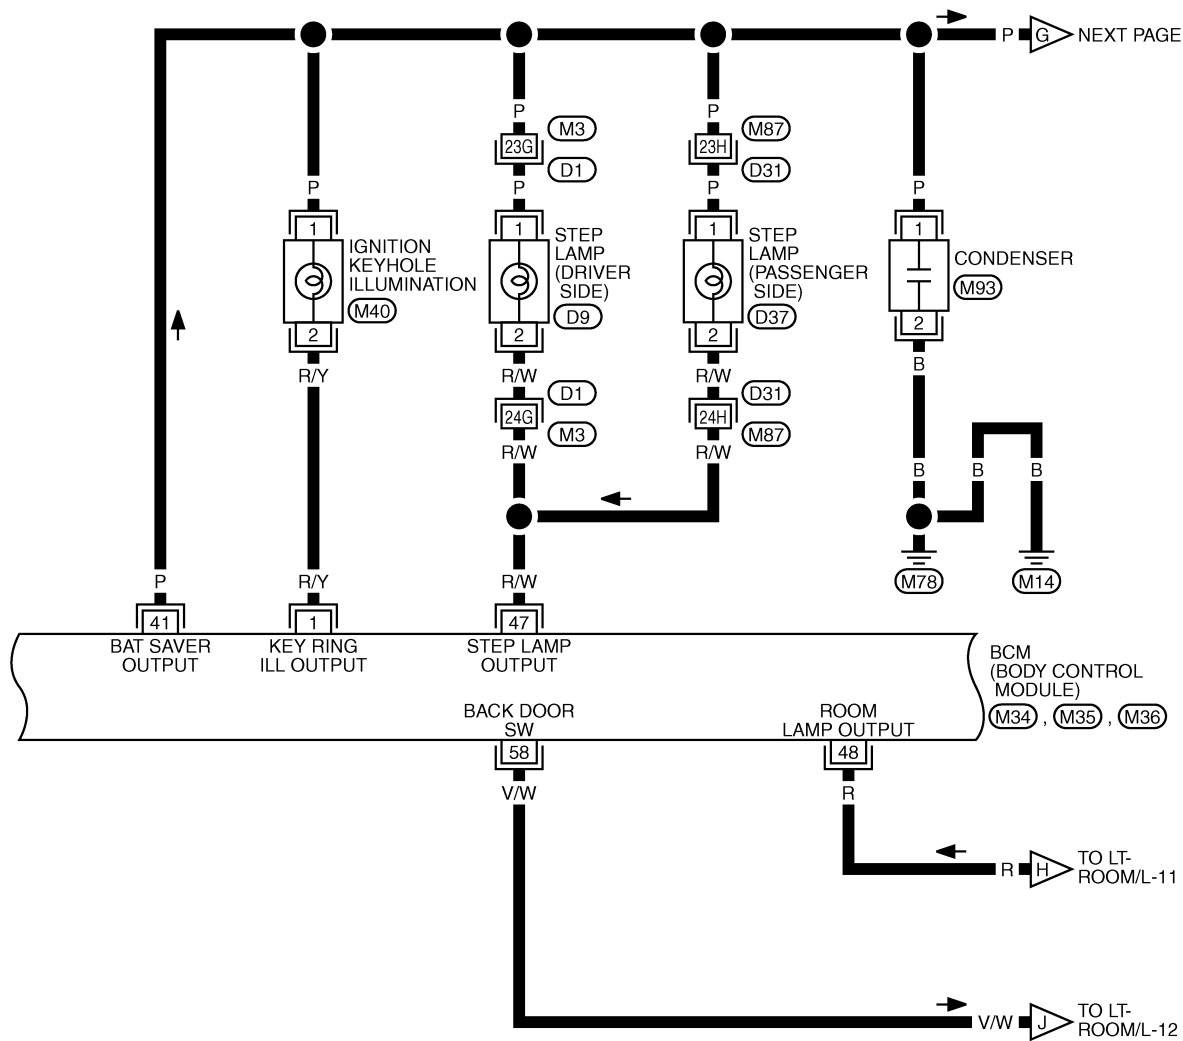 P G NEXT PAGE
P P
M3 M87
23G 23H
D1 D31
P P P P
1 1 1 1
IGNITION
KEYHOLE
ILLUMINATION
M40
STEP
LAMP
(DRIVER
SIDE)
D9
STEP
LAMP
(PASSENGER
SIDE)
D37
CONDENSER
M93
2 2 2 2
R/Y R/W R/W B
D1 D31
24G 24H
M3 M87
R/W R/W
B B B
M78 M14
P R/Y R/W
41 1 47
BAT SAVER
OUTPUT
KEY RING
ILL OUTPUT
STEP LAMP
OUTPUT
BCM
(BODY CONTROL
MODULE)
M34 , M35 , M36
BACK DOOR
SW
ROOM
LAMP OUTPUT
58 48
V/W R
R H TO LT-
ROOM/L-11
V/W J TO LT-
ROOM/L-12